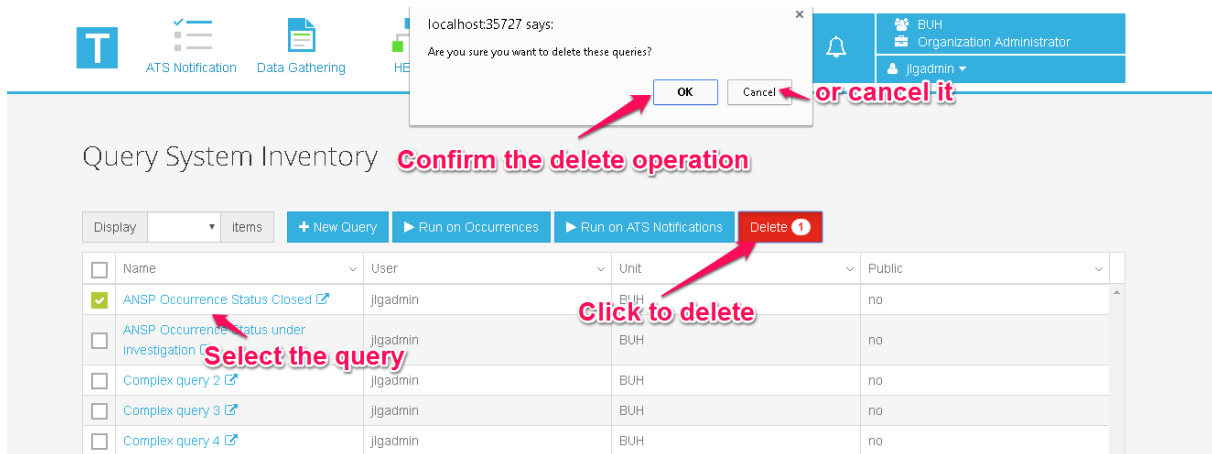 T
ATS Notification
Data Gathering
HE
localhost:35727 says:
Are you sure you want to delete these queries?
OK
Cancel
or cancel it
Confirm the delete operation
BUH
Organization Administrator
jlgadmin
Query System Inventory
Display items
+ New Query
Run on Occurrences
Run on ATS Notifications
Delete 1
Click to delete
Name User Unit Public
ANSP Occurrence Status Closed jlgadmin BUH no
ANSP Occurrence Status under
investigation jlgadmin BUH no
Select the query
Complex query 2 jlgadmin BUH no
Complex query 3 jlgadmin BUH no
Complex query 4 jlgadmin BUH no